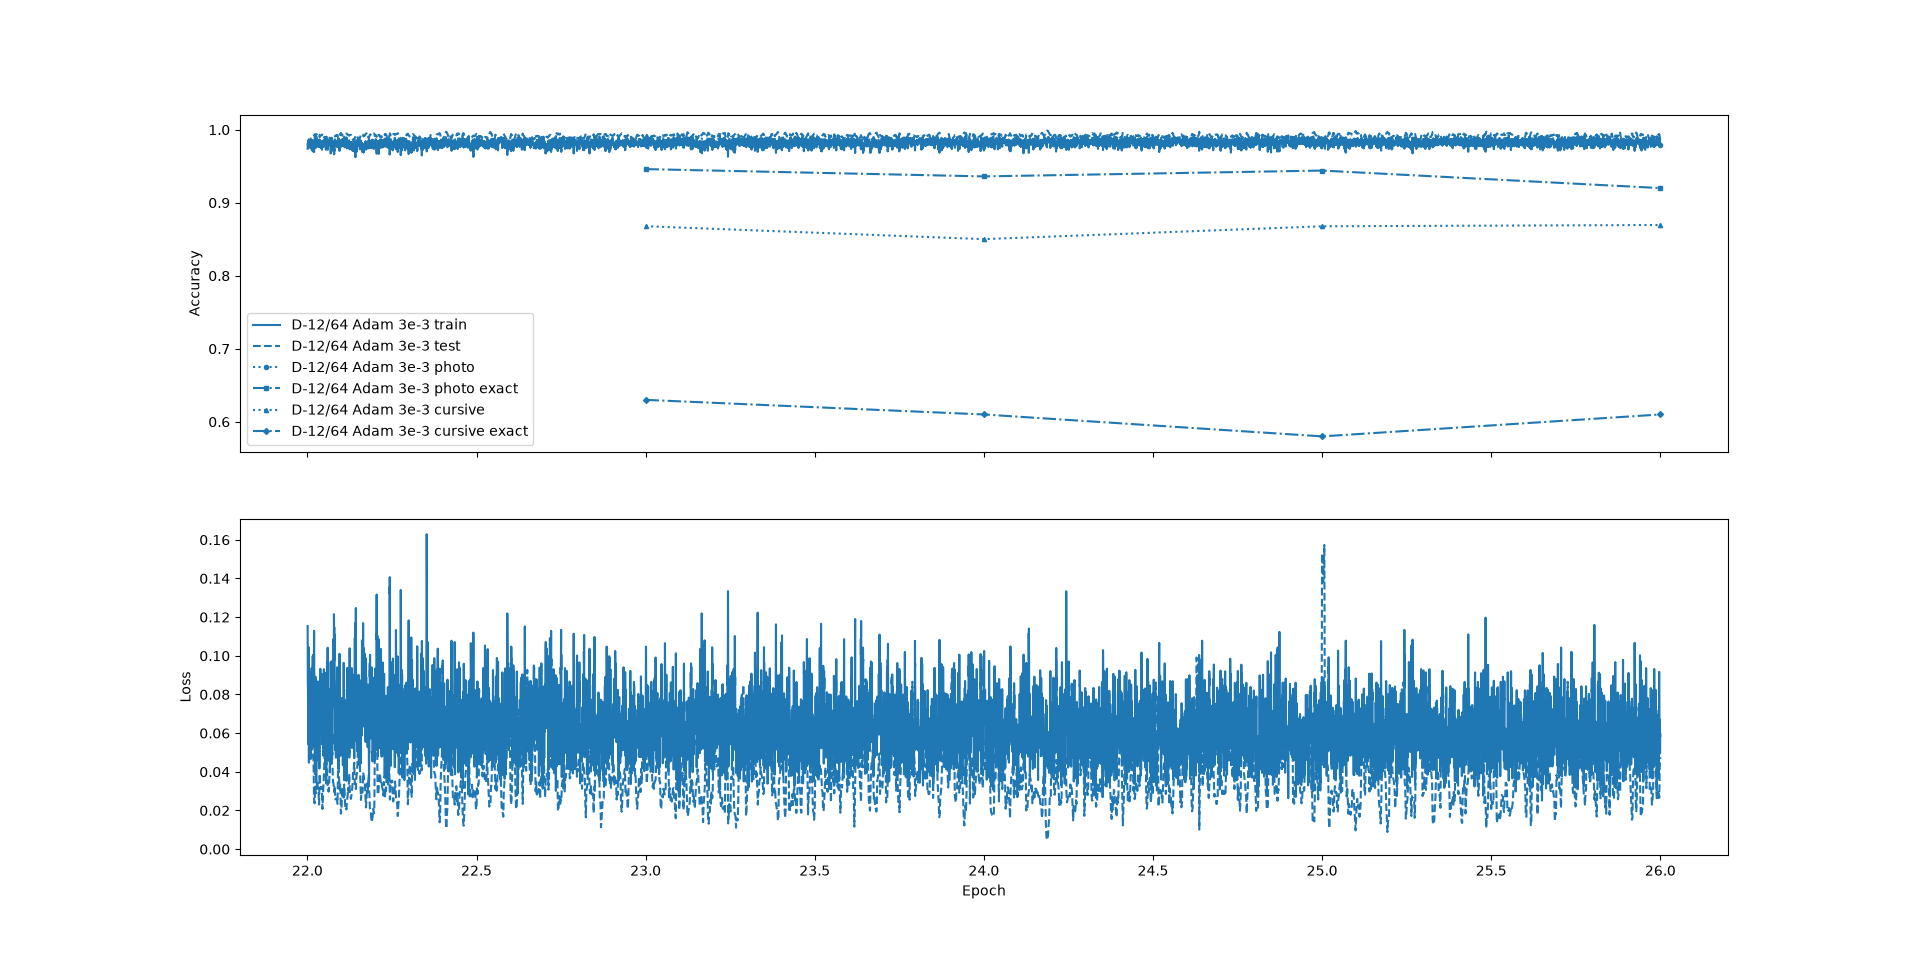 1.0
0.9
0.8
0.7
0.6
Accuracy
D-12/64 Adam 3e-3 train
D-12/64 Adam 3e-3 test
D-12/64 Adam 3e-3 photo
D-12/64 Adam 3e-3 photo exact
D-12/64 Adam 3e-3 cursive
D-12/64 Adam 3e-3 cursive exact
0.16
0.14
0.12
0.10
0.08
0.06
0.04
0.02
0.00
Loss
22.0 22.5 23.0 23.5 24.0 24.5 25.0 25.5 26.0
Epoch